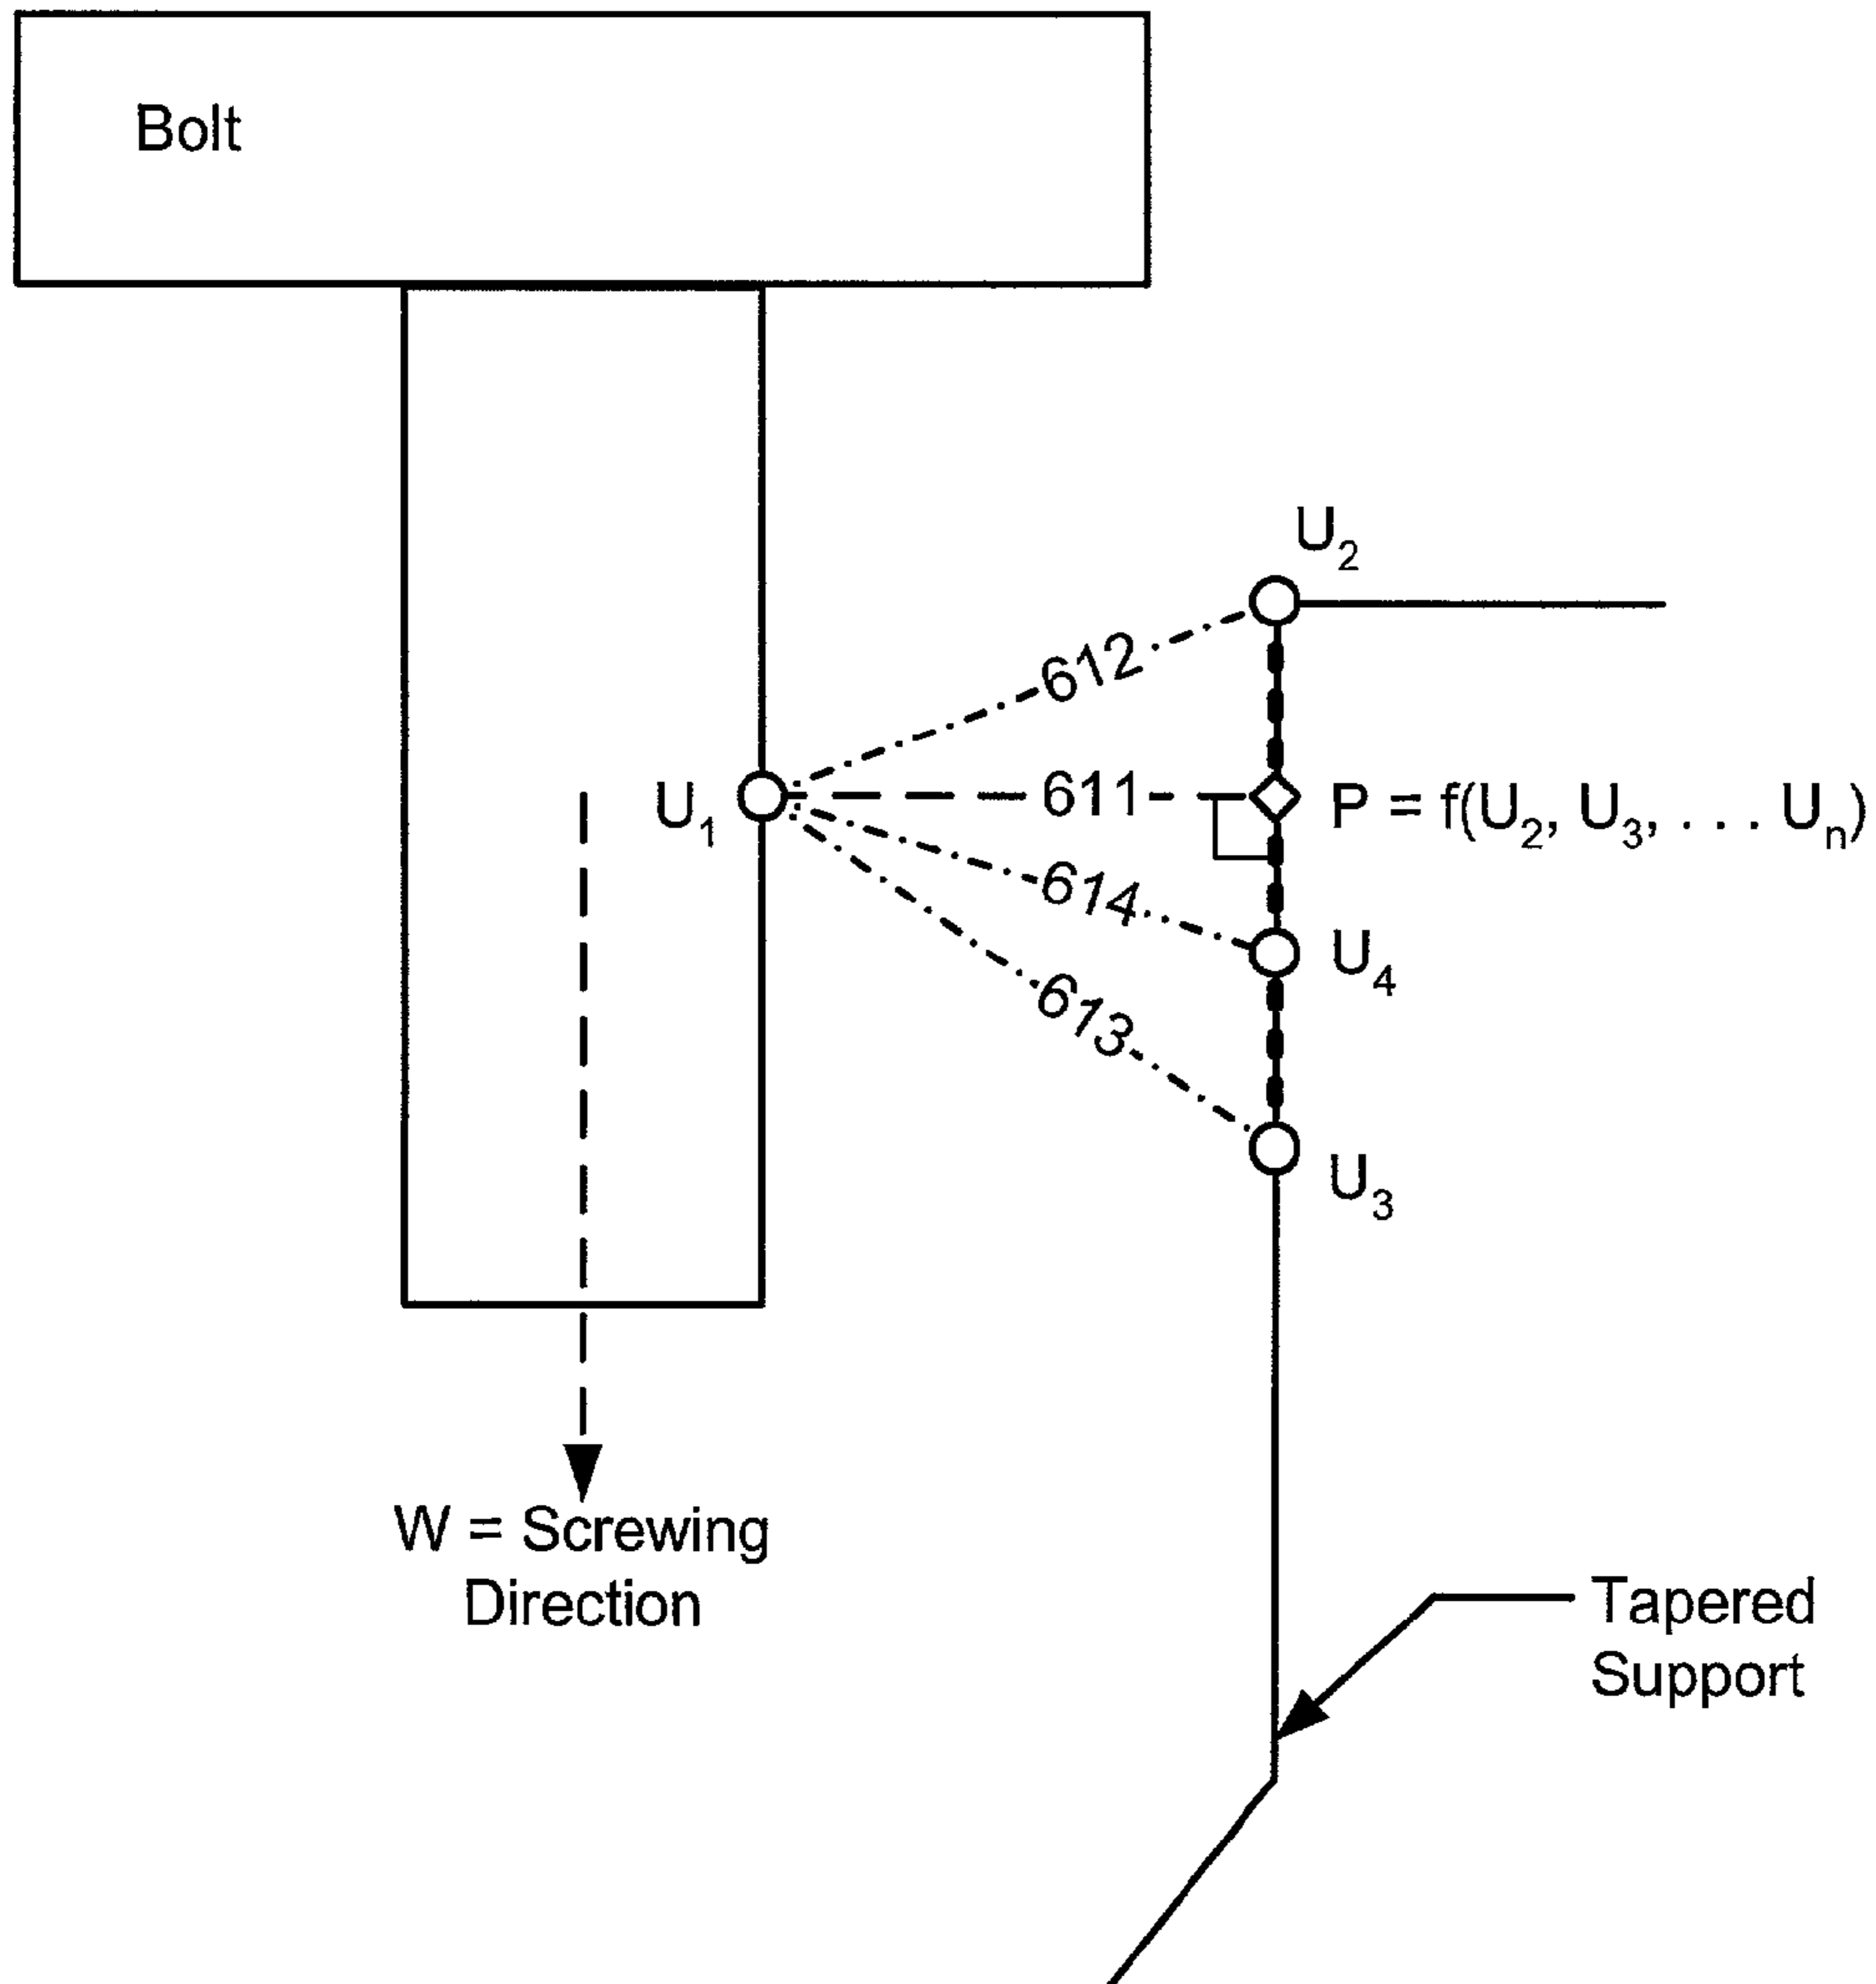 Bolt
U2
612
U1
611
P = f(U2, U3, . . . Un)
614
U4
613
U3
W = Screwing
Direction
Tapered
Support